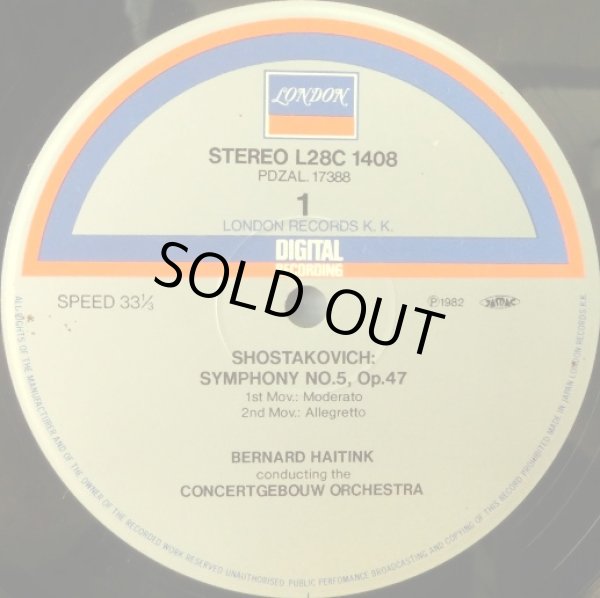 LONDON
STEREO L28C 1408
PDZAL. 17388
1
LONDON RECORDS K. K.
DIGITAL
RECORDING
SOLD OUT
SPEED 33⅓
Ⓟ1982
SHOSTAKOVICH:
SYMPHONY NO.5, Op.47
1st Mov.: Moderato
2nd Mov.: Allegretto
BERNARD HAITINK
conducting the
CONCERTGEBOUW ORCHESTRA
ALL RIGHTS OF THE MANUFACTURER AND OF THE OWNER OF THE RECORDED WORK RESERVED UNAUTHORISED PUBLIC PERFOMANCE BROADCASTING AND COPYING OF THIS RECORD PROHIBITED MADE IN JAPAN LONDON RECORDS K.K.